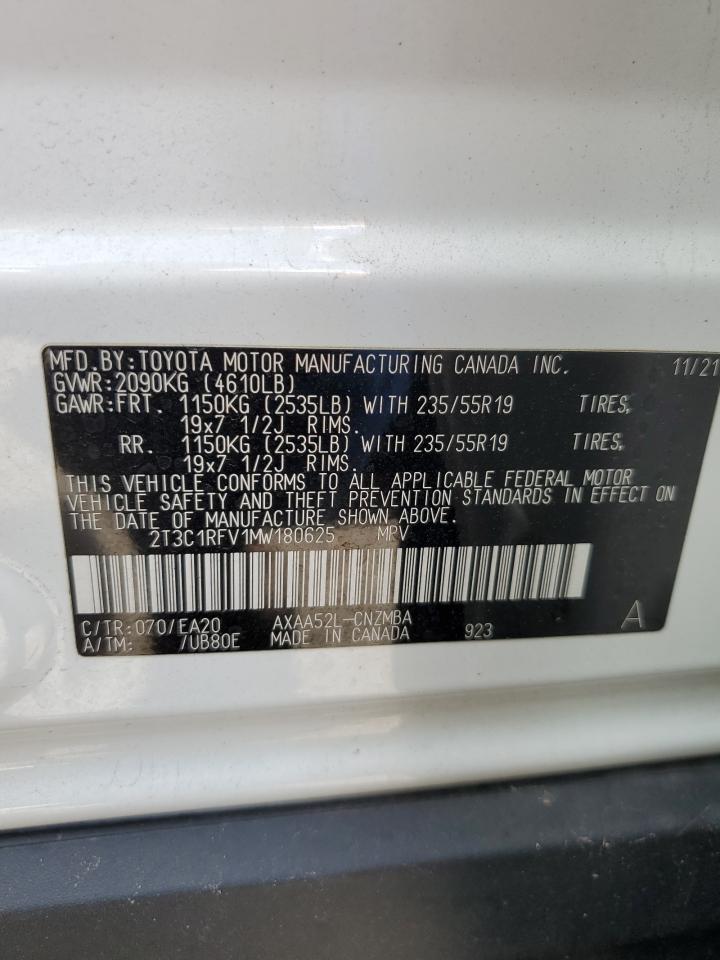 MFD.BY:TOYOTA MOTOR MANUFACTURING CANADA INC. 11/21
GVWR:2090KG (4610LB)
GAWR:FRT. 1150KG (2535LB) WITH 235/55R19 TIRES,
19x7 1/2J RIMS.
RR. 1150KG (2535LB) WITH 235/55R19 TIRES,
19x7 1/2J RIMS.
THIS VEHICLE CONFORMS TO ALL APPLICABLE FEDERAL MOTOR
VEHICLE SAFETY AND THEFT PREVENTION STANDARDS IN EFFECT ON
THE DATE OF MANUFACTURE SHOWN ABOVE.
2T3C1RFV1MW180625 MPV
C/TR:070/EA20 AXAA52L-CNZMBA
A/TM: /UB80E MADE IN CANADA 923 A